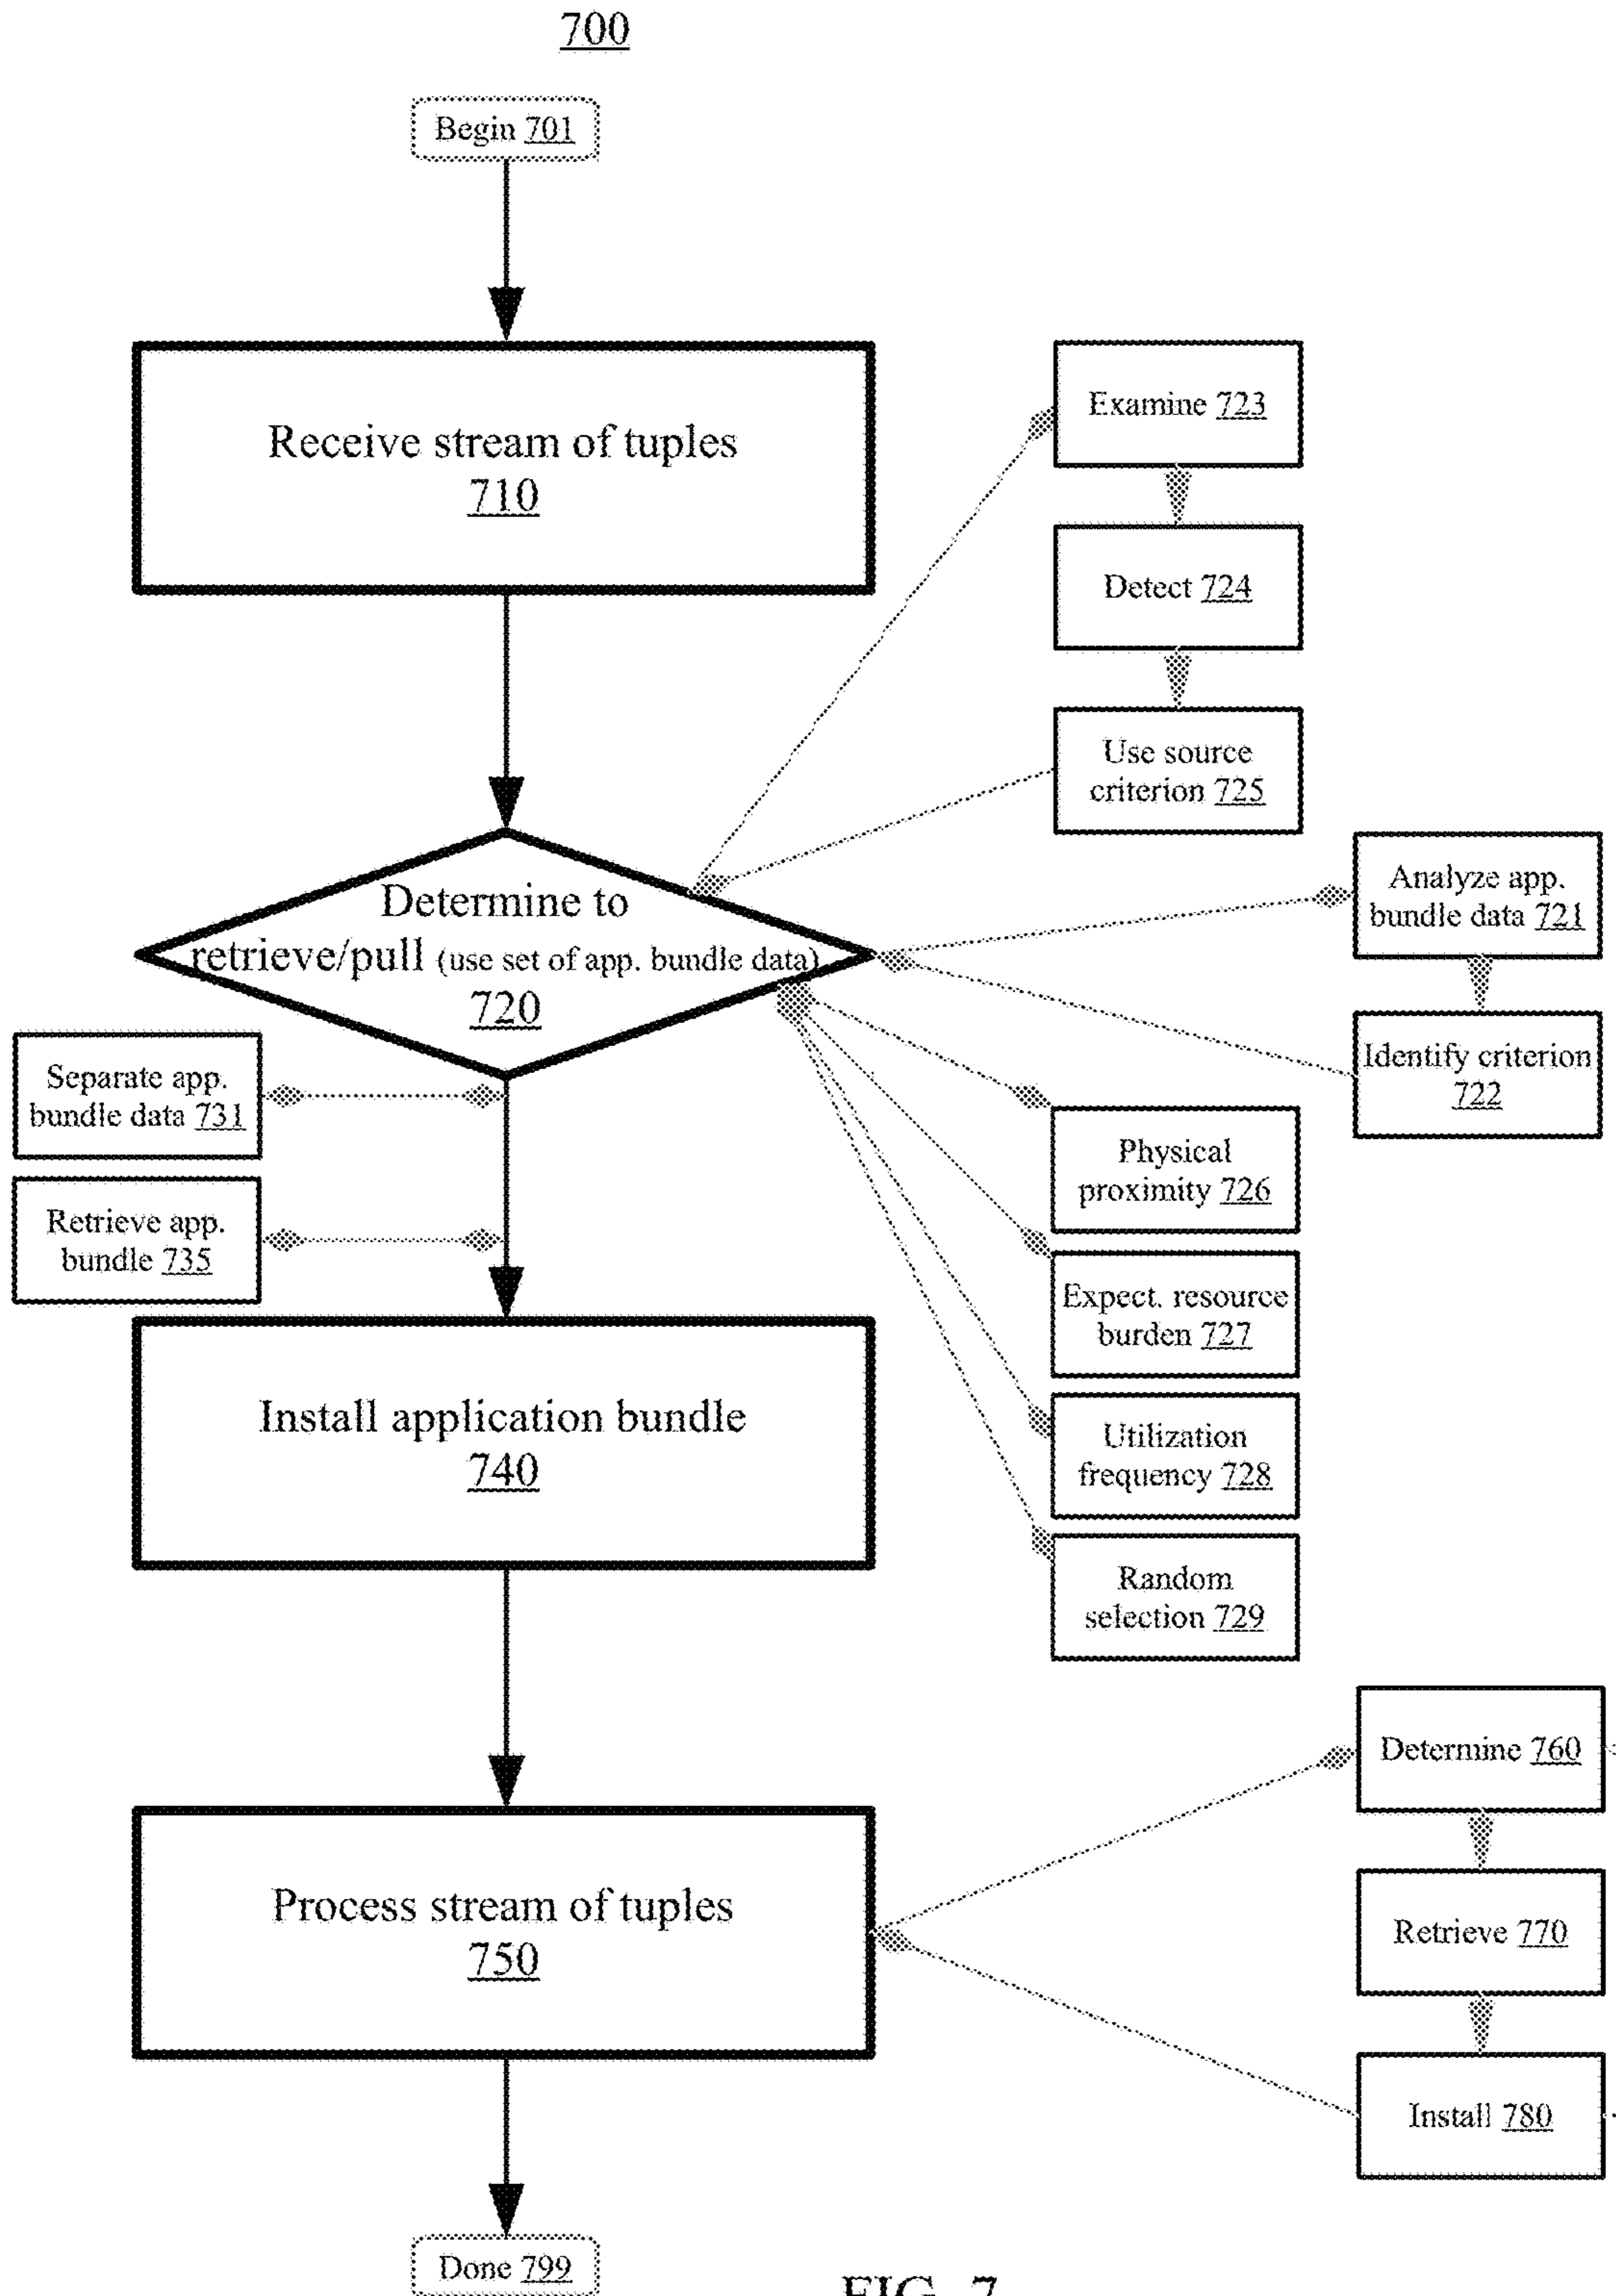 700
Begin 701
Receive stream of tuples
710
Examine 723
Detect 724
Use source
criterion 725
Determine to
retrieve/pull (use set of app. bundle data)
720
Analyze app.
bundle data 721
Identify criterion
722
Separate app.
bundle data 731
Retrieve app.
bundle 735
Physical
proximity 726
Expect. resource
burden 727
Utilization
frequency 728
Random
selection 729
Install application bundle
740
Determine 760
Retrieve 770
Install 780
Process stream of tuples
750
Done 799
FIG. 7